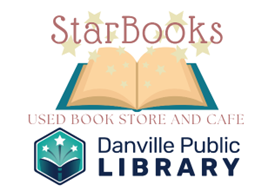 StarBooks
USED BOOK STORE AND CAFE
Danville Public
LIBRARY